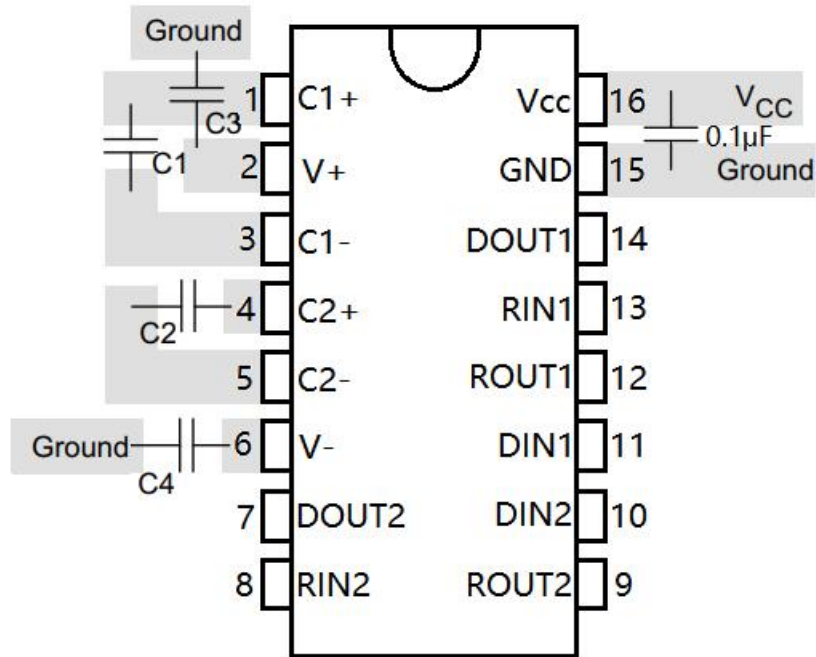 Ground
1 C1+ Vcc 16 VCC
C3
C1 0.1µF
2 V+ GND 15 Ground
3 C1- DOUT1 14
4 C2+ RIN1 13
C2
5 C2- ROUT1 12
Ground 6 V- DIN1 11
C4
7 DOUT2 DIN2 10
8 RIN2 ROUT2 9